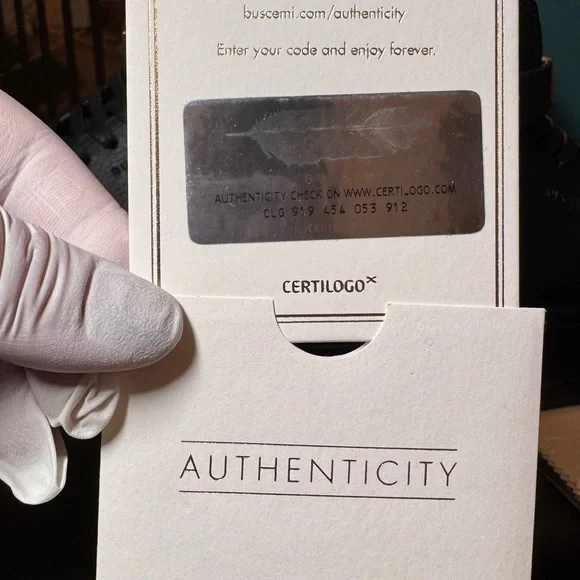 buscemi.com/authenticity
Enter your code and enjoy forever.
AUTHENTICITY CHECK ON WWW.CERTILOGO.COM
CLG 919 454 053 912
CERTILOGO
AUTHENTICITY